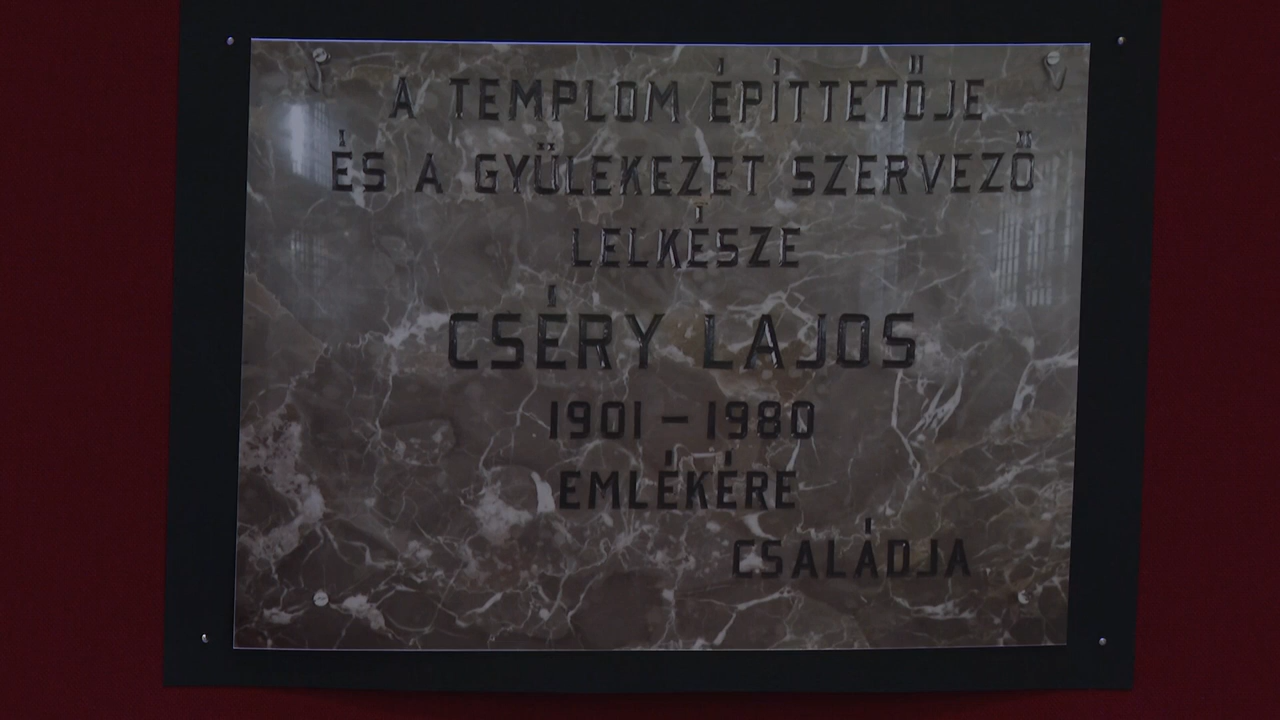 A TEMPLOM ÉPÍTTETŐJE
ÉS A GYÜLEKEZET SZERVEZŐ
LELKÉSZE
CSÉRY LAJOS
1901 – 1980
EMLÉKÉRE
CSALÁDJA